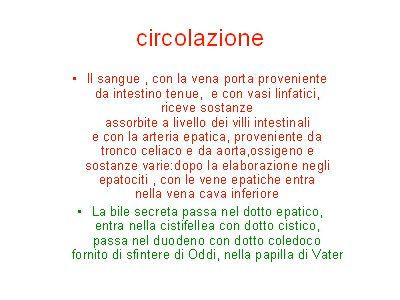 circolazione
• Il sangue , con la vena porta proveniente
da intestino tenue, e con vasi linfatici,
riceve sostanze
assorbite a livello dei villi intestinali
e con la arteria epatica, proveniente da
tronco celiaco e da aorta,ossigeno e
sostanze varie:dopo la elaborazione negli
epatociti , con le vene epatiche entra
nella vena cava inferiore
• La bile secreta passa nel dotto epatico,
entra nella cistifellea con dotto cistico,
passa nel duodeno con dotto coledoco
fornito di sfintere di Oddi, nella papilla di Vater